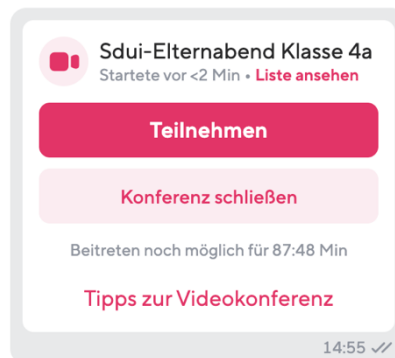 Sdui-Elternabend Klasse 4a
Startete vor <2 Min • Liste ansehen
Teilnehmen
Konferenz schließen
Beitreten noch möglich für 87:48 Min
Tipps zur Videokonferenz
14:55